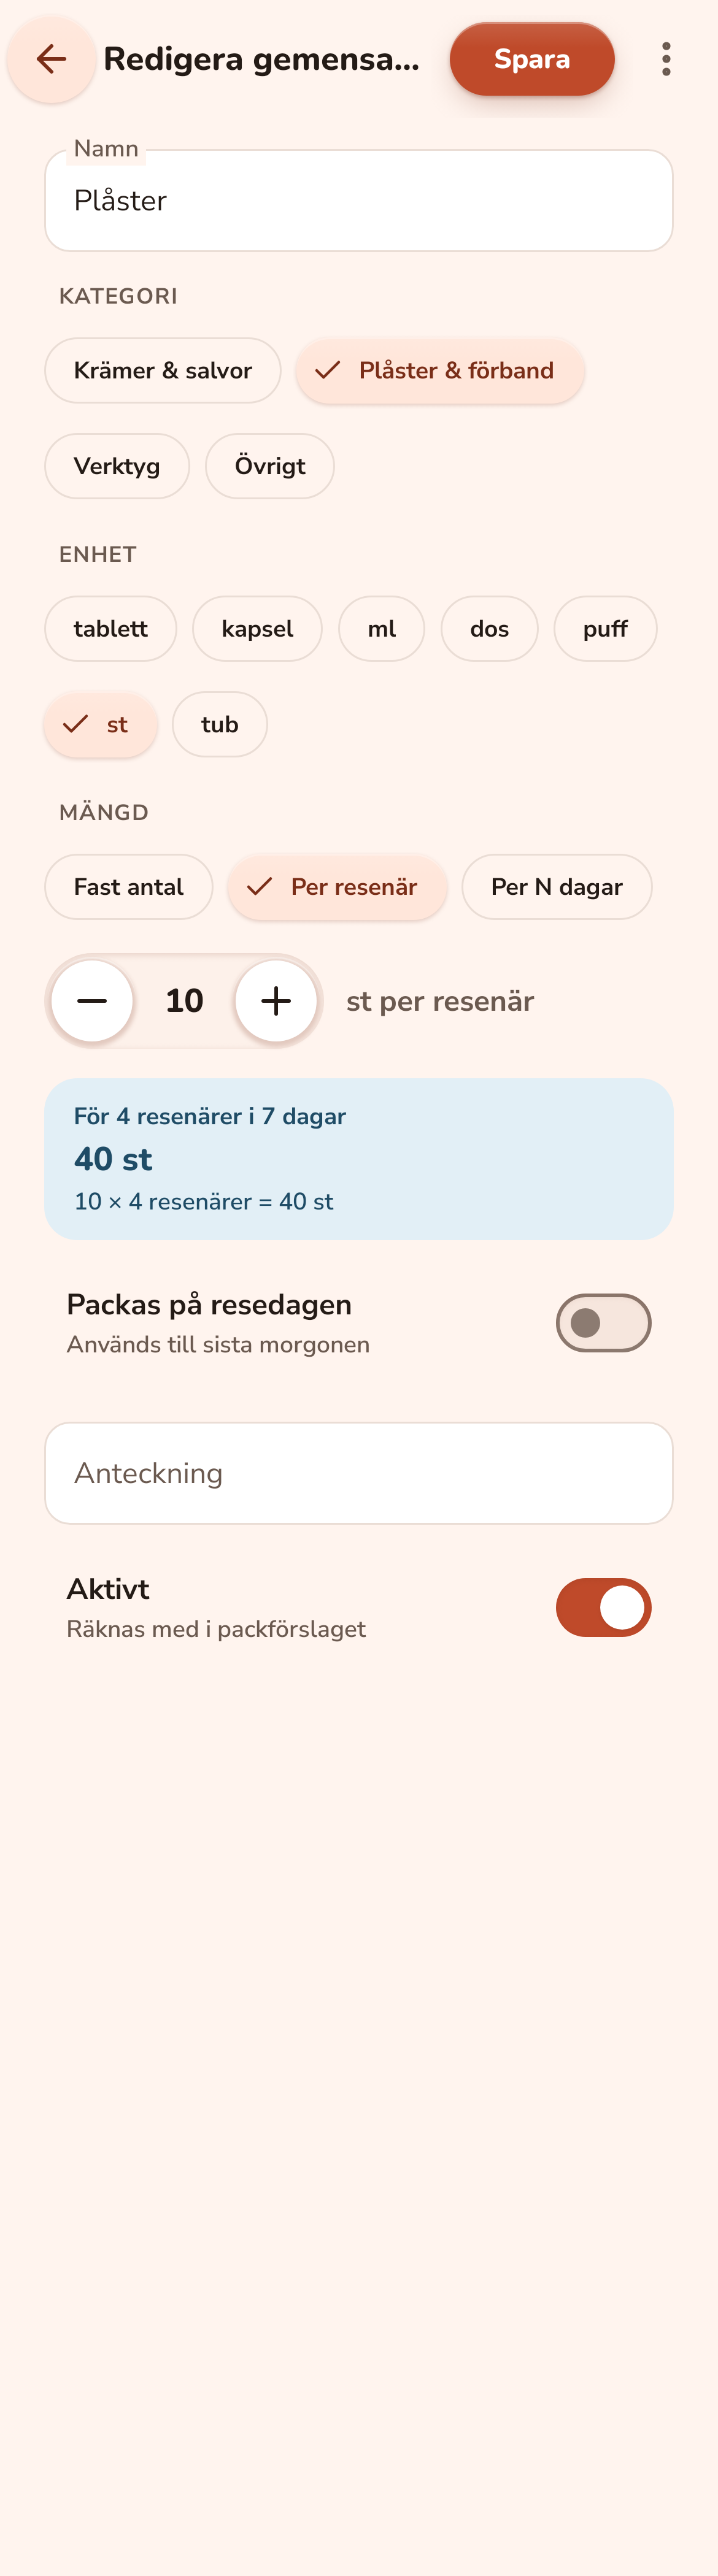 Redigera gemensa...
Spara
Namn
Plåster
KATEGORI
Krämer & salvor
Plåster & förband
Verktyg
Övrigt
ENHET
tablett
kapsel
ml
dos
puff
st
tub
MÄNGD
Fast antal
Per resenär
Per N dagar
10
st per resenär
För 4 resenärer i 7 dagar
40 st
10 × 4 resenärer = 40 st
Packas på resedagen
Används till sista morgonen
Anteckning
Aktivt
Räknas med i packförslaget